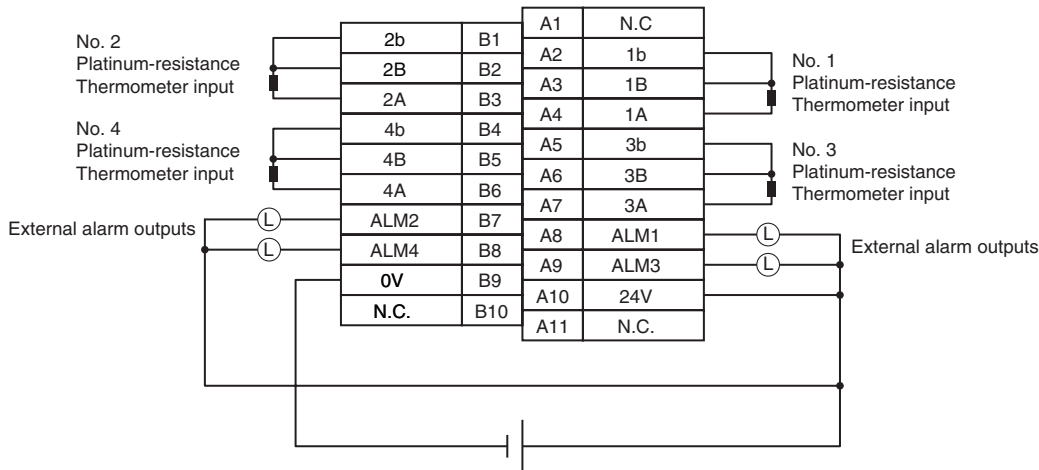 A1 N.C
2b B1
A2 1b
No. 2
Platinum-resistance
Thermometer input
2B B2
A3 1B
No. 1
Platinum-resistance
Thermometer input
2A B3
A4 1A
4b B4
A5 3b
No. 4
Platinum-resistance
Thermometer input
4B B5
A6 3B
No. 3
Platinum-resistance
Thermometer input
4A B6
A7 3A
External alarm outputs
L
ALM2 B7
A8 ALM1
L
External alarm outputs
L
ALM4 B8
A9 ALM3
L
0V B9
A10 24V
N.C. B10
A11 N.C.